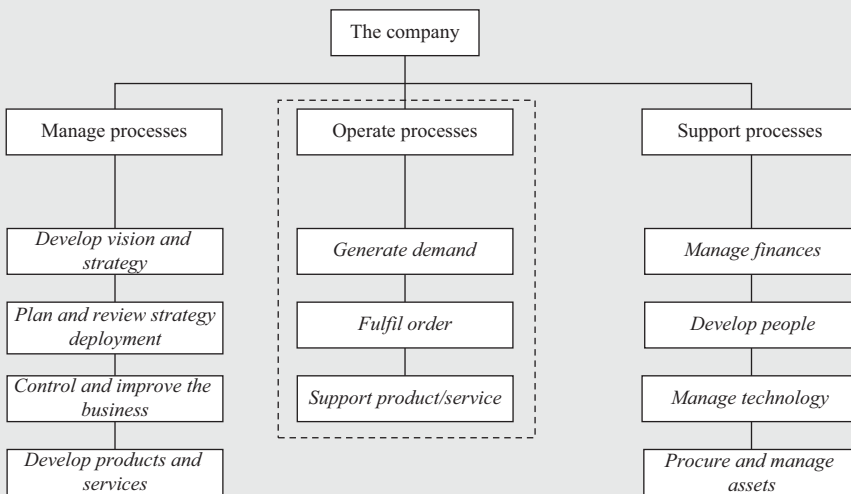 The company
Manage processes
Operate processes
Support processes
Develop vision and
strategy
Generate demand
Manage finances
Plan and review strategy
deployment
Fulfil order
Develop people
Control and improve the
business
Support product/service
Manage technology
Develop products and
services
Procure and manage
assets